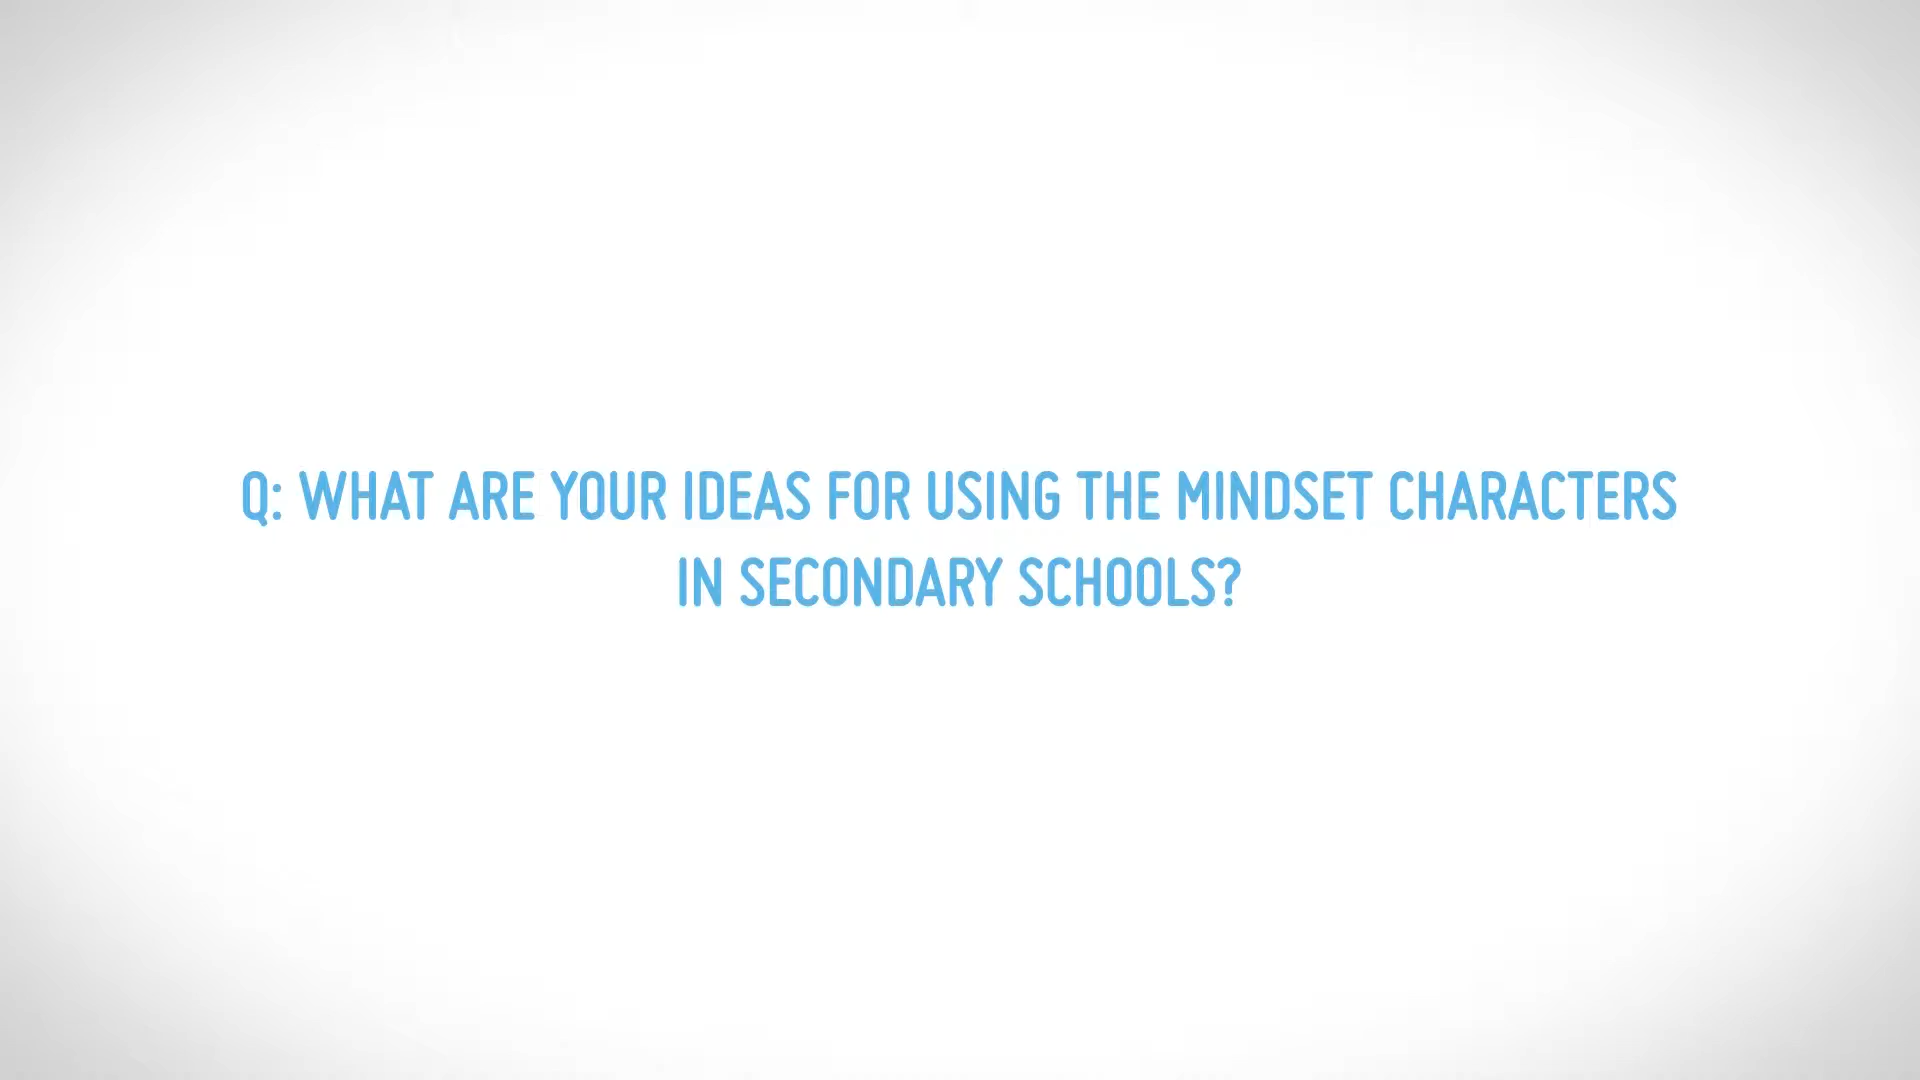 Q: WHAT ARE YOUR IDEAS FOR USING THE MINDSET CHARACTERS
IN SECONDARY SCHOOLS?